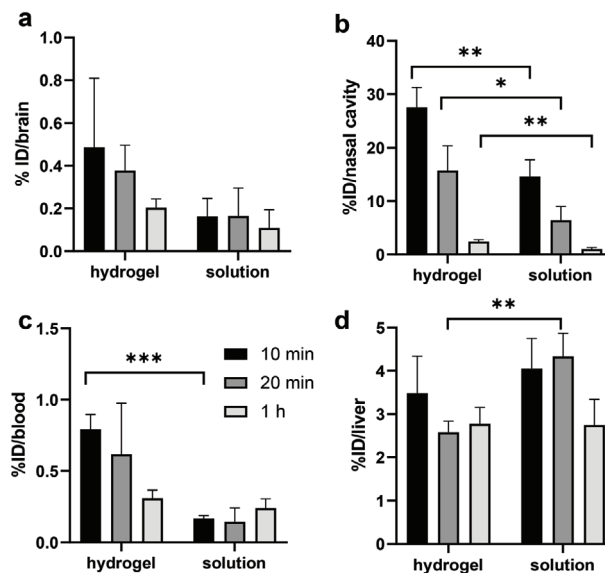 a
% ID/brain
1.0
0.8
0.6
0.4
0.2
0.0
hydrogel
solution
b
%ID/nasal cavity
40
30
20
10
0
**
*
**
hydrogel
solution
c
%ID/blood
1.5
1.0
0.5
0.0
***
10 min
20 min
1 h
hydrogel
solution
d
%ID/liver
6
5
4
3
2
1
0
**
hydrogel
solution